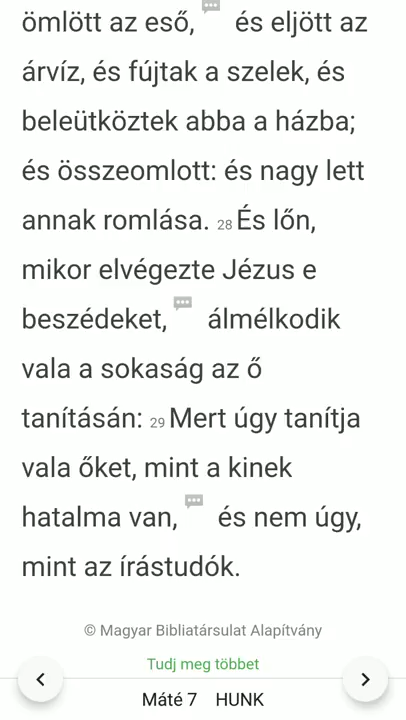 ömlött az eső, és eljött az
árvíz, és fújtak a szelek, és
beleütköztek abba a házba;
és összeomlott: és nagy lett
annak romlása. 28 És lőn,
mikor elvégezte Jézus e
beszédeket, álmélkodik
vala a sokaság az ő
tanításán: 29 Mert úgy tanítja
vala őket, mint a kinek
hatalma van, és nem úgy,
mint az írástudók.
© Magyar Bibliatársulat Alapítvány
Tudj meg többet
Máté 7 HUNK